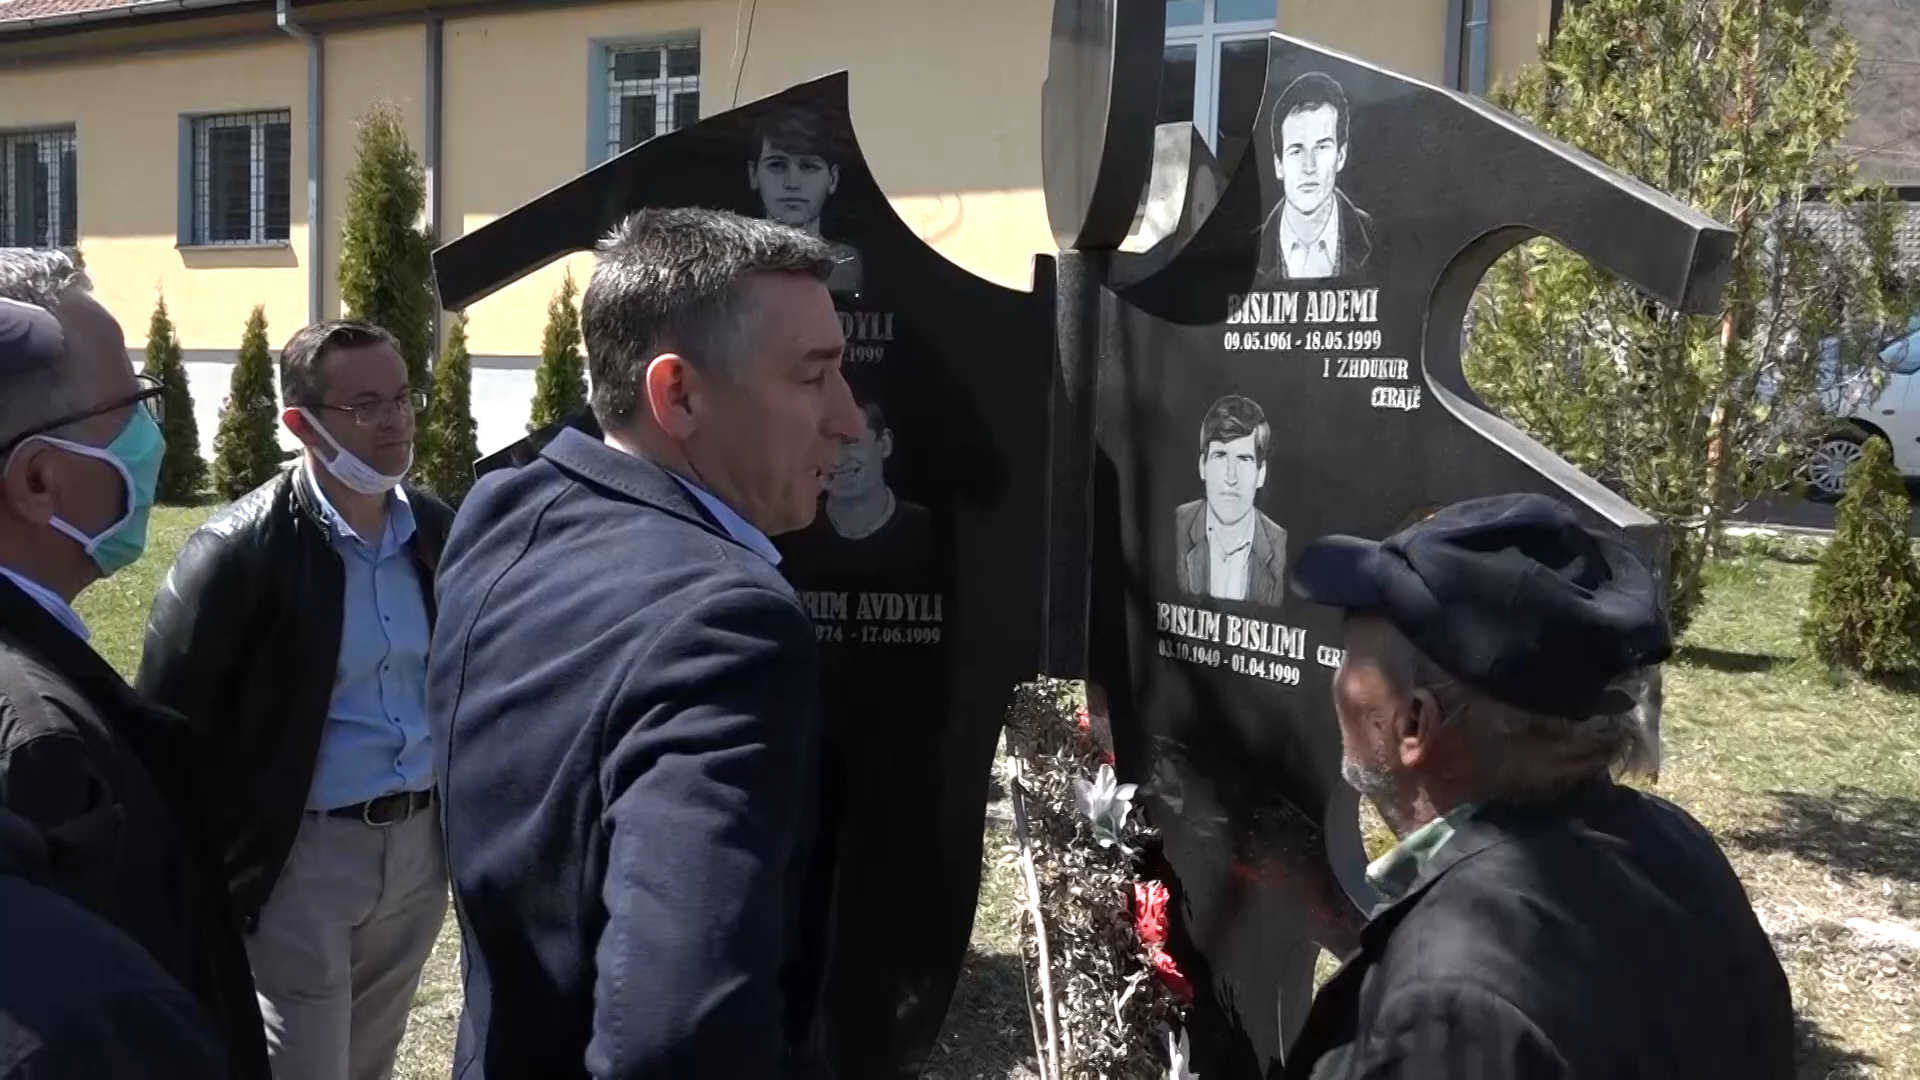 BISLIM ADEMI
09.05.1961 - 18.05.1999
I ZHDUKUR
CERAJË
BISLIM BISLIMI
03.10.1949 - 01.04.1999
AVDYLI
- 17.06.1999